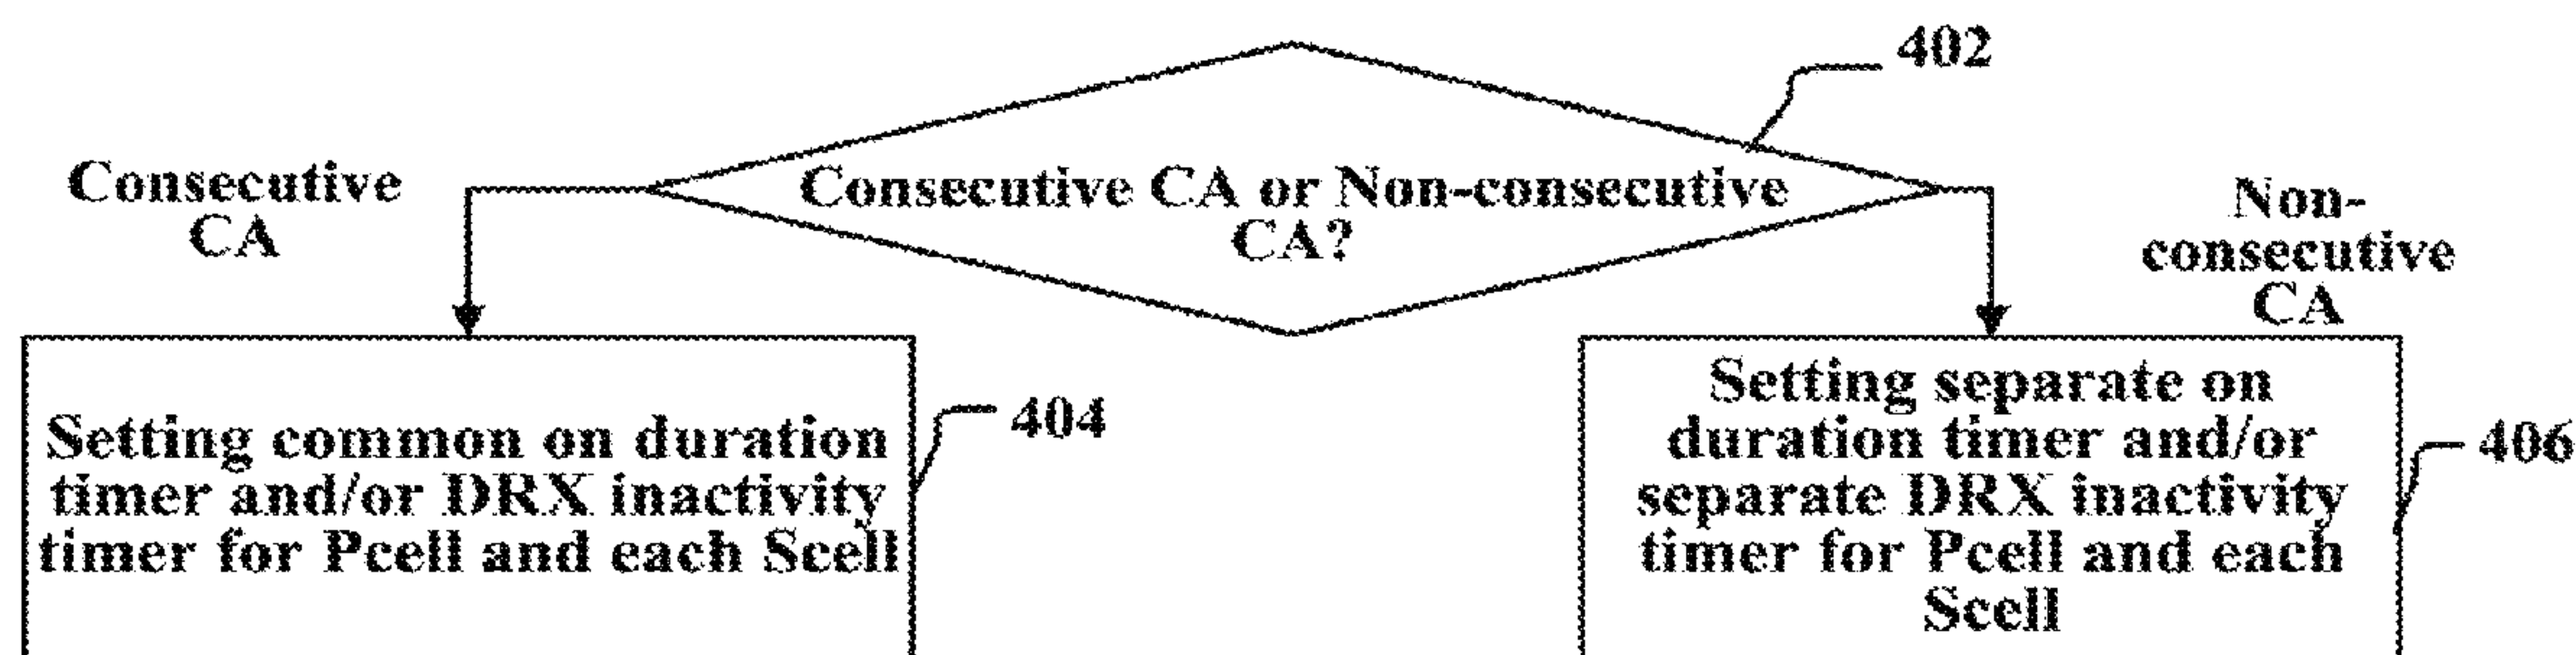 402
Consecutive CA or Non-consecutive
CA?
Consecutive
CA
Non-
consecutive
CA
Setting common on duration
timer and/or DRX inactivity
timer for Pcell and each Scell
404
Setting separate on
duration timer and/or
separate DRX inactivity
timer for Pcell and each
Scell
406